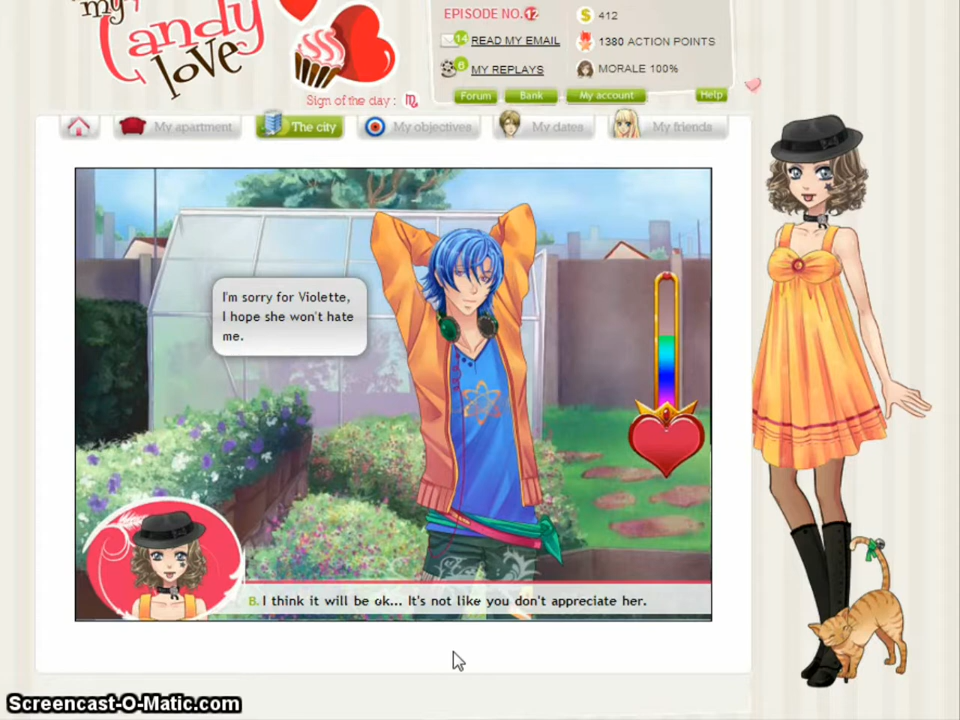 my
Candy
love
Sign of the day : ♏
EPISODE NO. 12
$ 412
14 READ MY EMAIL
1380 ACTION POINTS
6 MY REPLAYS
MORALE 100%
Forum
Bank
My account
Help
My apartment
The city
My objectives
My dates
My friends
I'm sorry for Violette,
I hope she won't hate
me.
B. I think it will be ok... It's not like you don't appreciate her.
Screencast-O-Matic.com